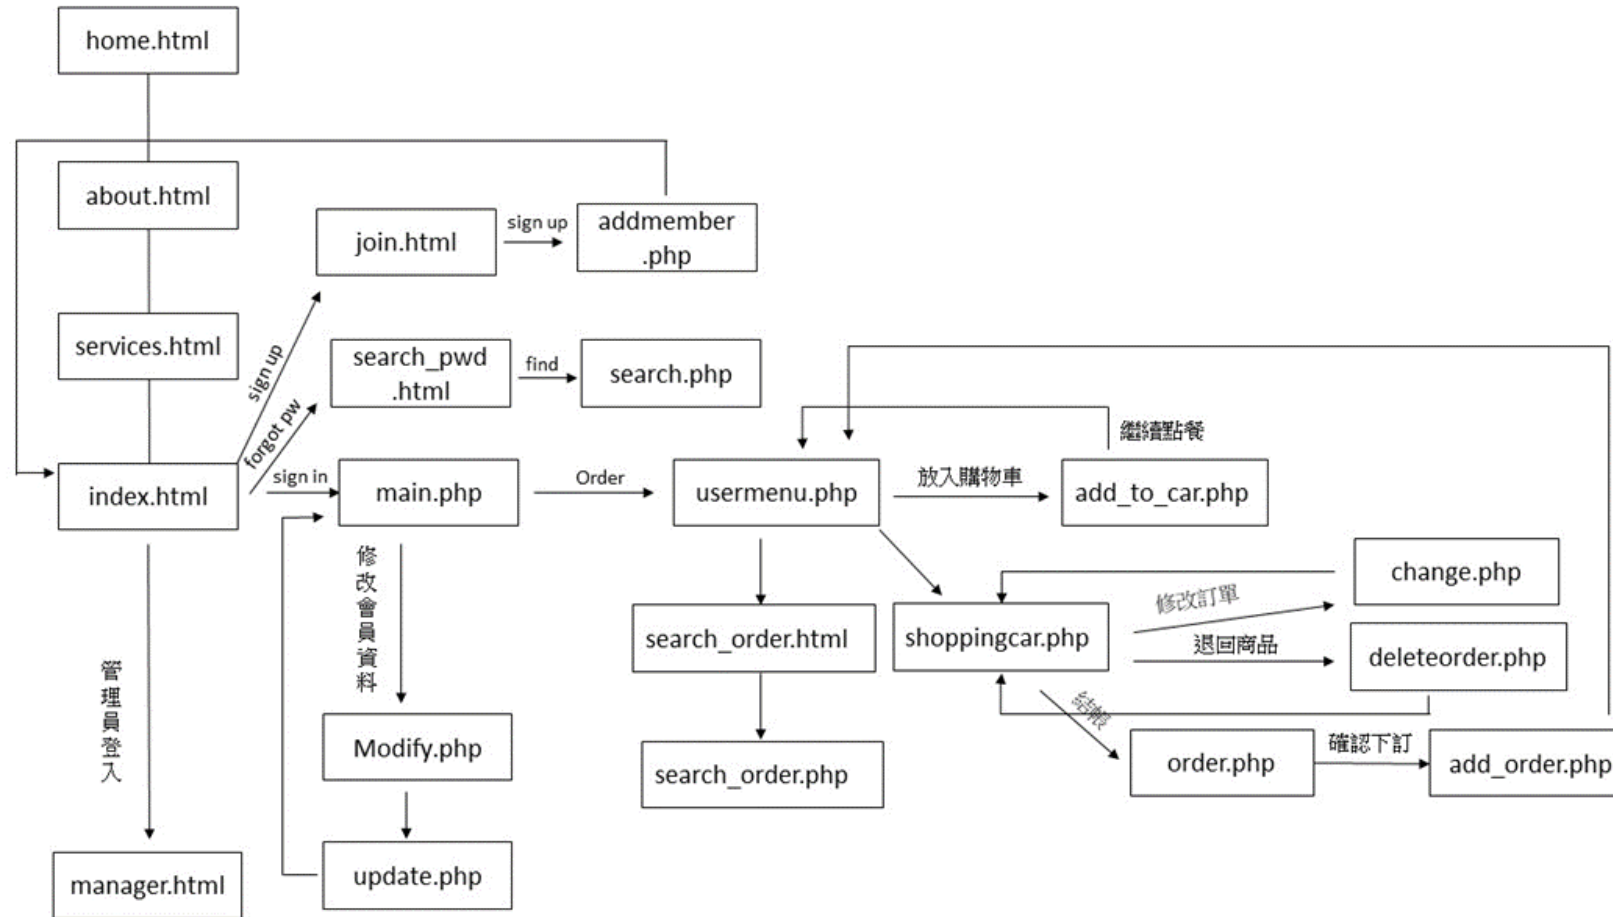 home.html
about.html
services.html
index.html
manager.html
管理員登入
sign up
join.html
sign up
addmember
.php
forgot pw
search_pwd
.html
find
search.php
sign in
main.php
修改會員資料
Modify.php
update.php
Order
usermenu.php
放入購物車
add_to_car.php
繼續點餐
search_order.html
search_order.php
shoppingcar.php
修改訂單
change.php
退回商品
deleteorder.php
結帳
order.php
確認下訂
add_order.php